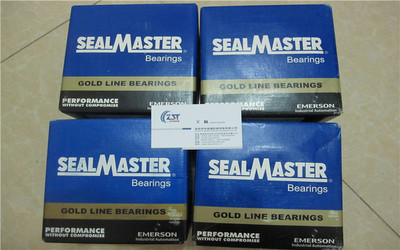 SEALMASTER®
Bearings
GOLD LINE BEARINGS
PERFORMANCE
WITHOUT COMPROMISE
EMERSON
SEALMASTER®
Bearings
GOLD LINE BEARINGS
PERFORMANCE
WITHOUT COMPROMISE
EMERSON
Industrial Automation
ZJT
SEALMASTER®
Bearings
GOLD LINE BEARINGS
PERFORMANCE
WITHOUT COMPROMISE
EMERSON
Industrial Automation
SEALMASTER®
Bearings
GOLD LINE BEARINGS
PERFORMANCE
WITHOUT COMPROMISE
EMERSON
Industrial Automation